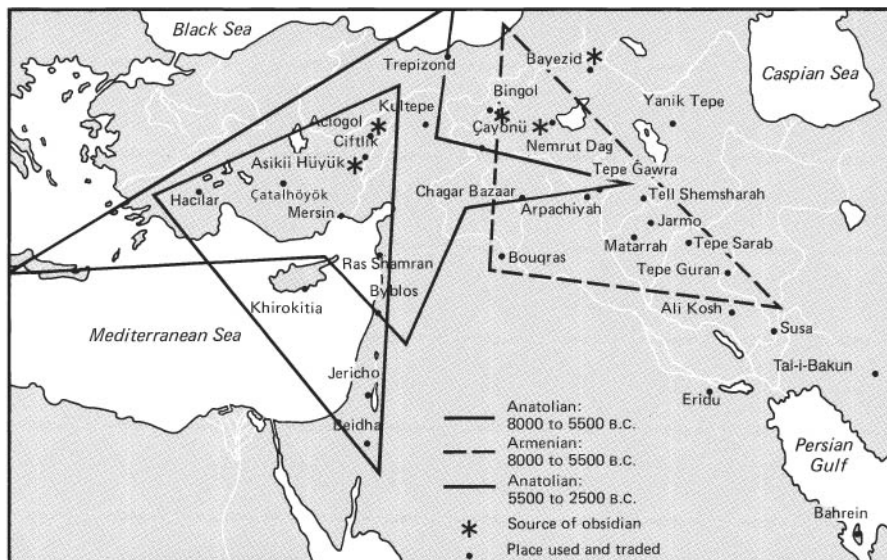 Black Sea
Caspian Sea
Trepizond
Bayezid
Bingol
Yanik Tepe
Kultepe
Aciogol
Ciftlik
Çayonü
Nemrut Dag
Asikii Hüyük
Tepe Gawra
Hacilar
Çatalhöyök
Chagar Bazaar
Tell Shemsharah
Mersin
Arpachiyah
Jarmo
Matarrah
Tepe Sarab
Ras Shamran
Bouqras
Tepe Guran
Khirokitia
Byblos
Ali Kosh
Mediterranean Sea
Susa
Jericho
Tal-i-Bakun
Eridu
Beidha
Anatolian:
8000 to 5500 B.C.
Armenian:
8000 to 5500 B.C.
Anatolian:
5500 to 2500 B.C.
Source of obsidian
Place used and traded
Persian
Gulf
Bahrein